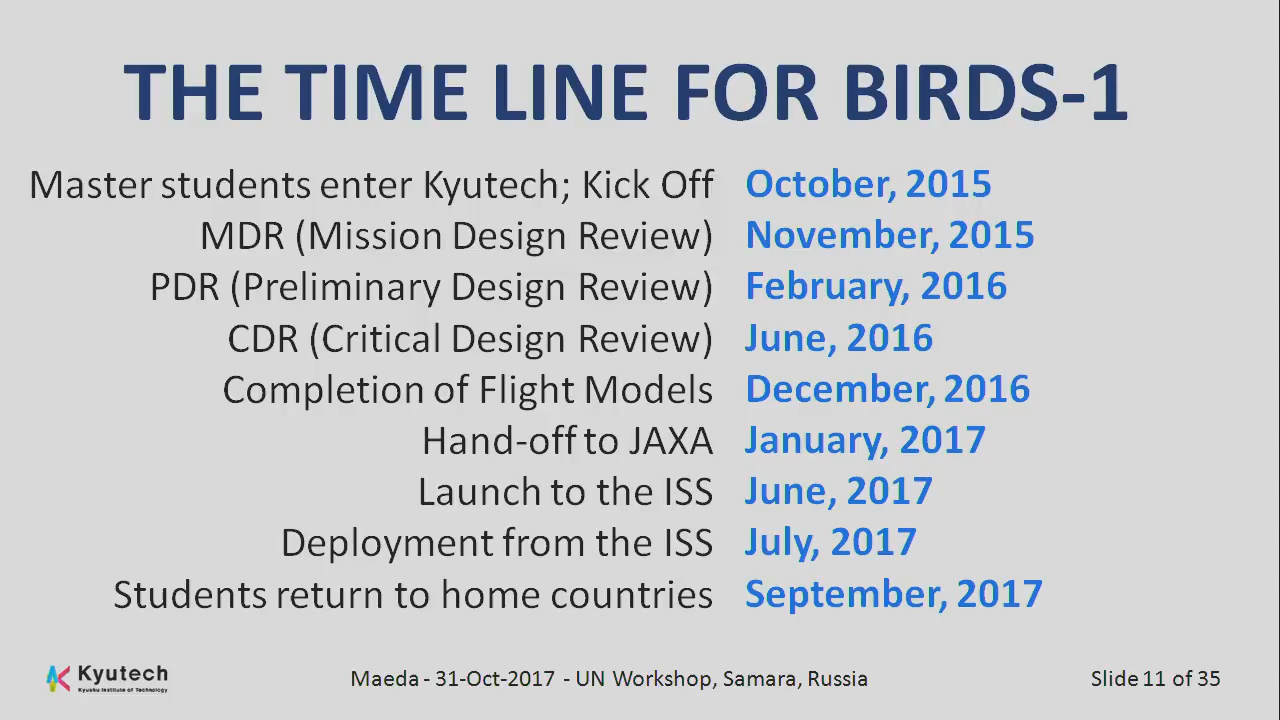 THE TIME LINE FOR BIRDS-1
Master students enter Kyutech; Kick Off October, 2015
MDR (Mission Design Review) November, 2015
PDR (Preliminary Design Review) February, 2016
CDR (Critical Design Review) June, 2016
Completion of Flight Models December, 2016
Hand-off to JAXA January, 2017
Launch to the ISS June, 2017
Deployment from the ISS July, 2017
Students return to home countries September, 2017
Kyutech
Kyushu Institute of Technology
Maeda - 31-Oct-2017 - UN Workshop, Samara, Russia
Slide 11 of 35